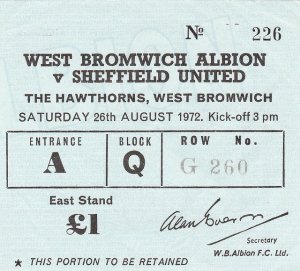 No 226
WEST BROMWICH ALBION
v SHEFFIELD UNITED
THE HAWTHORNS, WEST BROMWICH
SATURDAY 26th AUGUST 1972. Kick-off 3 pm
ENTRANCE BLOCK ROW No.
A Q G 260
East Stand
£1
Secretary
W.B.Albion F.C. Ltd.
* THIS PORTION TO BE RETAINED